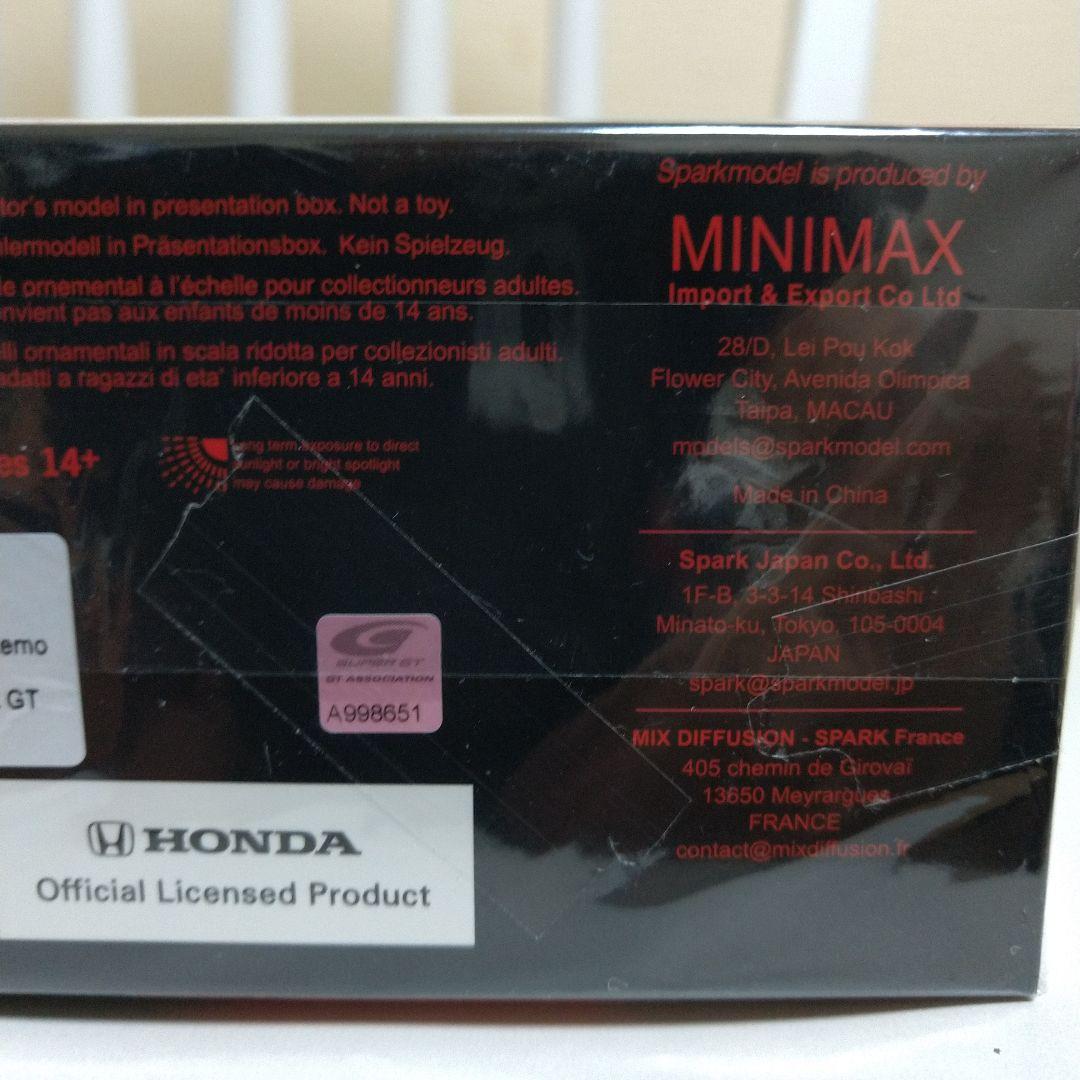 tor's model in presentation box. Not a toy.
lermodell in Präsentationsbox. Kein Spielzeug.
le ornemental à l'échelle pour collectionneurs adultes.
nvient pas aux enfants de moins de 14 ans.
lli ornamentali in scala ridotta per collezionisti adulti.
adatti a ragazzi di eta' inferiore a 14 anni.
es 14+
ong term exposure to direct
sunlight or bright spotlight
may cause damage
emo
GT
SUPER GT
GT ASSOCIATION
A998651
HONDA
Official Licensed Product
Sparkmodel is produced by
MINIMAX
Import & Export Co Ltd
28/D, Lei Pou Kok
Flower City, Avenida Olimpica
Taipa, MACAU
models@sparkmodel.com
Made in China
Spark Japan Co., Ltd.
1F-B, 3-3-14 Shinbashi
Minato-ku, Tokyo, 105-0004
JAPAN
spark@sparkmodel.jp
MIX DIFFUSION - SPARK France
405 chemin de Girovaï
13650 Meyrargues
FRANCE
contact@mixdiffusion.fr